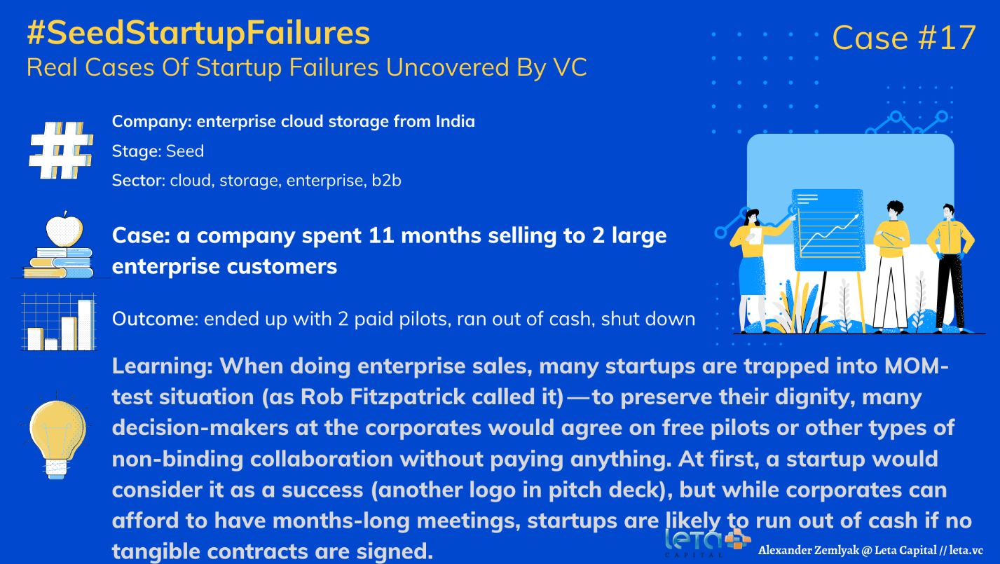 #SeedStartupFailures
Real Cases Of Startup Failures Uncovered By VC
Case #17
Company: enterprise cloud storage from India
Stage: Seed
Sector: cloud, storage, enterprise, b2b
Case: a company spent 11 months selling to 2 large
enterprise customers
Outcome: ended up with 2 paid pilots, ran out of cash, shut down
Learning: When doing enterprise sales, many startups are trapped into MOM-
test situation (as Rob Fitzpatrick called it) — to preserve their dignity, many
decision-makers at the corporates would agree on free pilots or other types of
non-binding collaboration without paying anything. At first, a startup would
consider it as a success (another logo in pitch deck), but while corporates can
afford to have months-long meetings, startups are likely to run out of cash if no
tangible contracts are signed.
leta
CAPITAL
Alexander Zemlyak @ Leta Capital // leta.vc